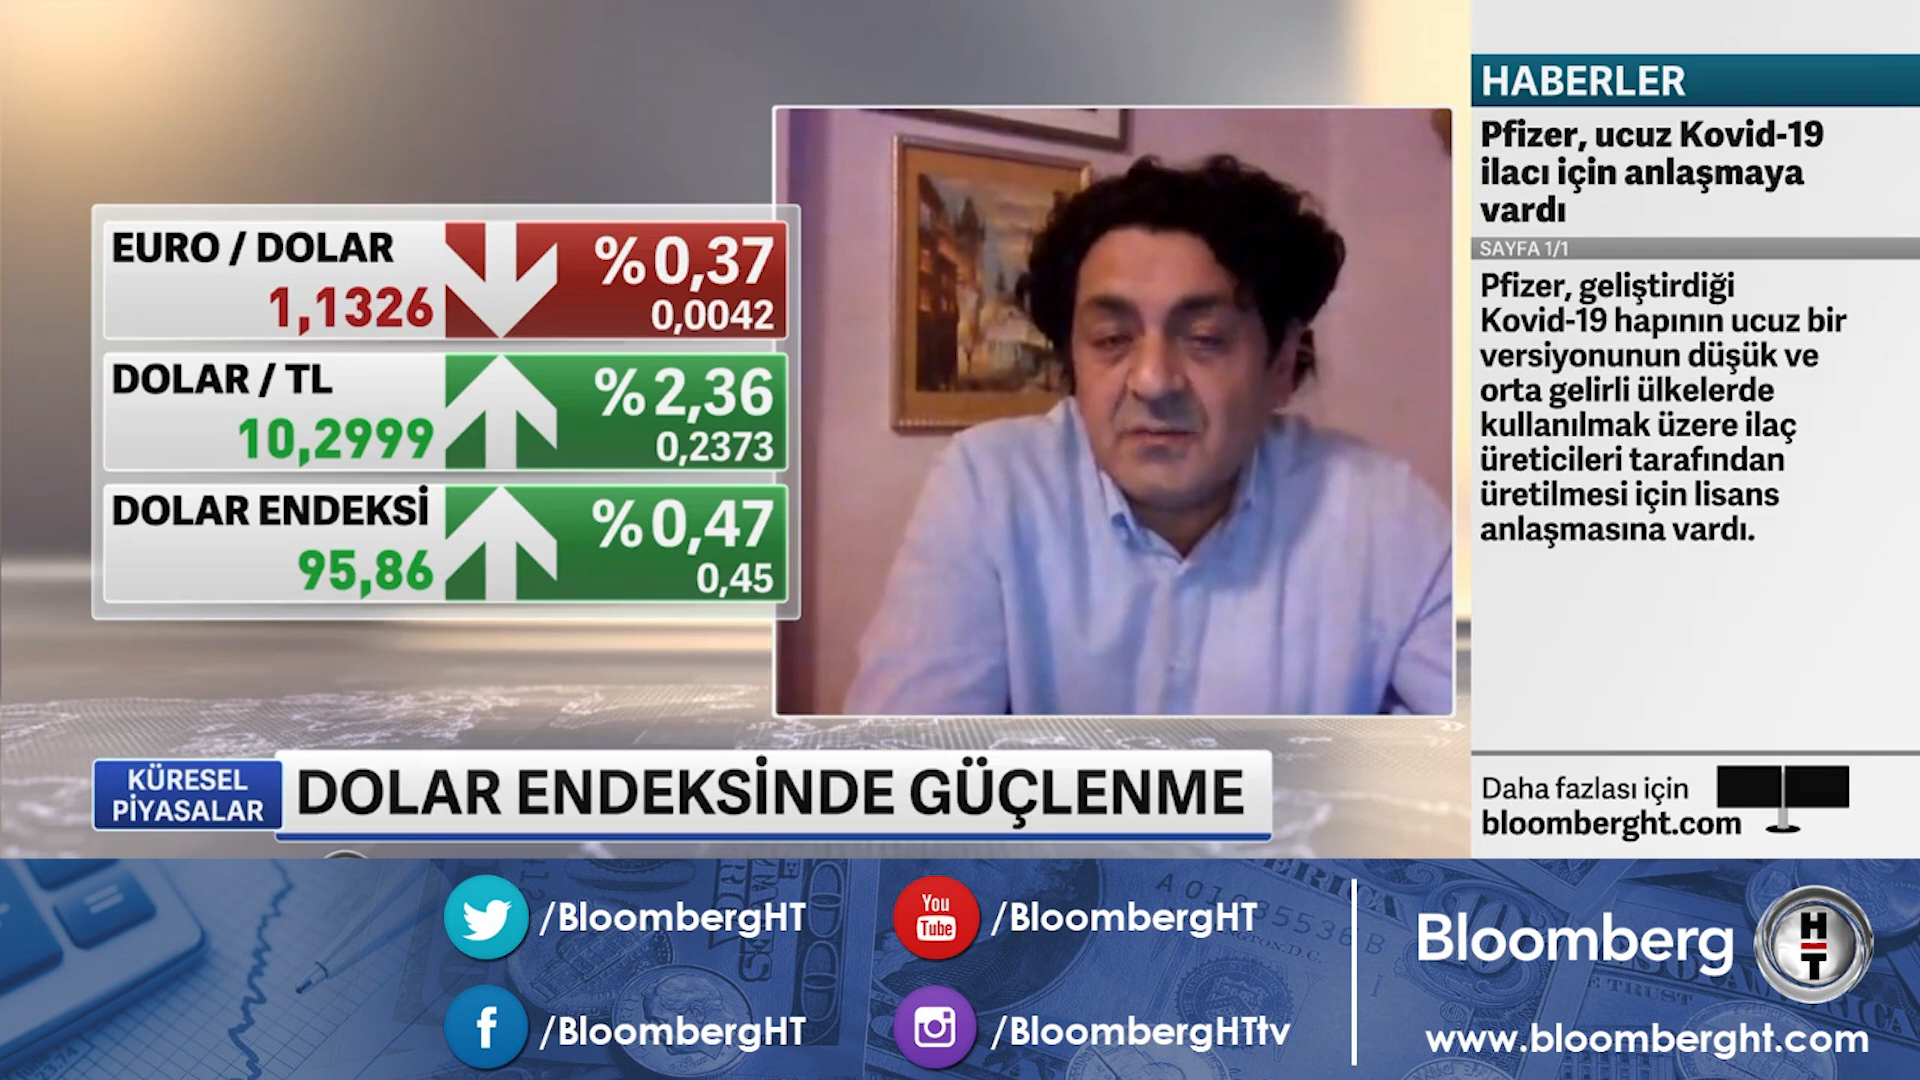 EURO / DOLAR
1,1326
%0,37
0,0042
DOLAR / TL
10,2999
%2,36
0,2373
DOLAR ENDEKSİ
95,86
%0,47
0,45
KÜRESEL
PİYASALAR
DOLAR ENDEKSİNDE GÜÇLENME
HABERLER
Pfizer, ucuz Kovid-19
ilacı için anlaşmaya
vardı
SAYFA 1/1
Pfizer, geliştirdiği
Kovid-19 hapının ucuz bir
versiyonunun düşük ve
orta gelirli ülkelerde
kullanılmak üzere ilaç
üreticileri tarafından
üretilmesi için lisans
anlaşmasına vardı.
Daha fazlası için
bloomberght.com
/BloombergHT
You
Tube
/BloombergHT
f
/BloombergHT
/BloombergHTtv
Bloomberg
HT
www.bloomberght.com